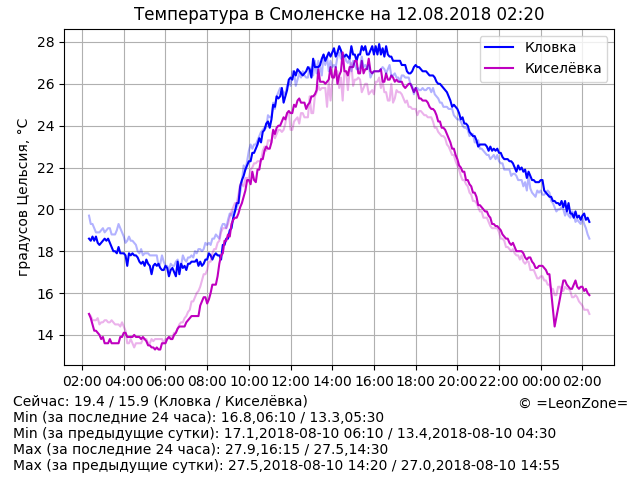 Температура в Смоленске на 12.08.2018 02:20
Кловка
Киселёвка
градусов Цельсия, °C
28
26
24
22
20
18
16
14
02:00 04:00 06:00 08:00 10:00 12:00 14:00 16:00 18:00 20:00 22:00 00:00 02:00
Сейчас: 19.4 / 15.9 (Кловка / Киселёвка)
© =LeonZone=
Min (за последние 24 часа): 16.8,06:10 / 13.3,05:30
Min (за предыдущие сутки): 17.1,2018-08-10 06:10 / 13.4,2018-08-10 04:30
Max (за последние 24 часа): 27.9,16:15 / 27.5,14:30
Max (за предыдущие сутки): 27.5,2018-08-10 14:20 / 27.0,2018-08-10 14:55